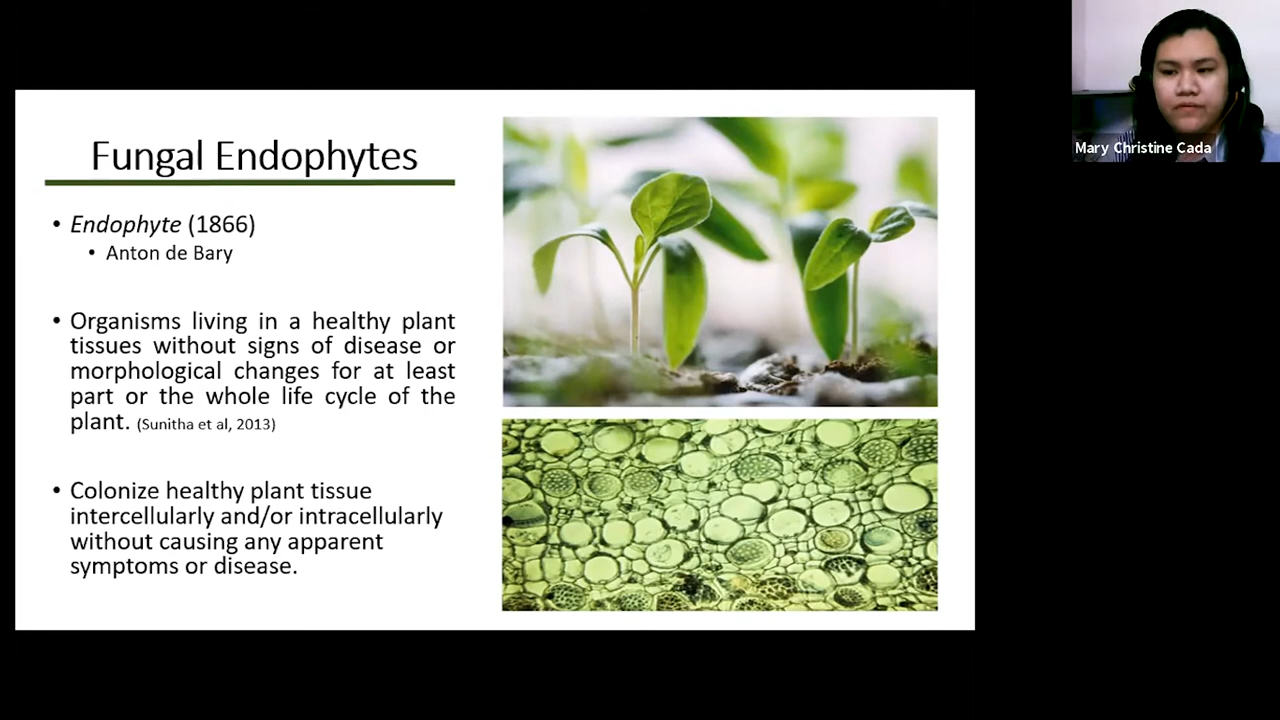 Fungal Endophytes
• Endophyte (1866)
• Anton de Bary
• Organisms living in a healthy plant
tissues without signs of disease or
morphological changes for at least
part or the whole life cycle of the
plant. (Sunitha et al, 2013)
• Colonize healthy plant tissue
intercellularly and/or intracellularly
without causing any apparent
symptoms or disease.
Mary Christine Cada